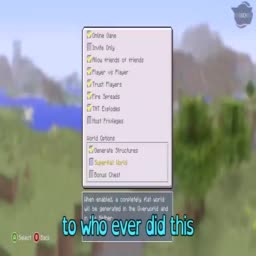 Online Game
Invite Only
Allow friends of friends
Player vs Player
Trust Players
Fire Spreads
TNT Explodes
Host Privileges
World Options
Generate Structures
Superflat World
Bonus Chest
When enabled, a completely flat world
will be generated in the Overworld and
to who ever did this
A Select B Back